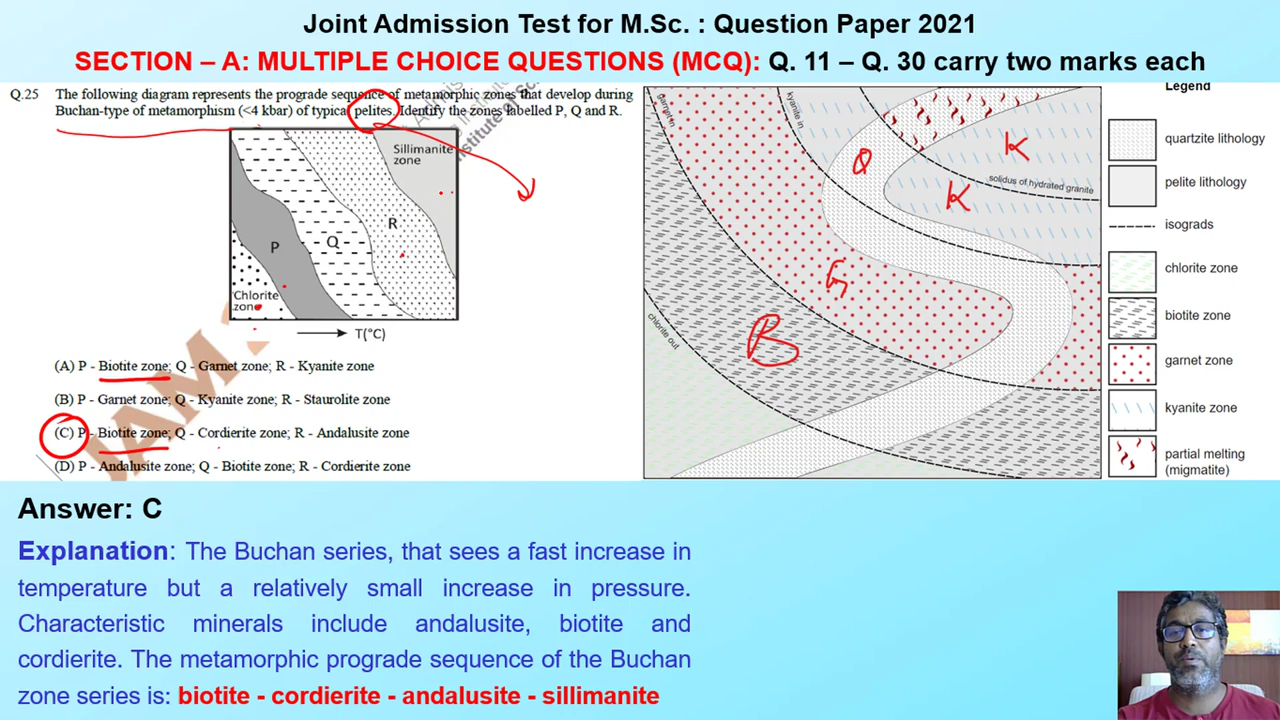 Joint Admission Test for M.Sc. : Question Paper 2021
SECTION – A: MULTIPLE CHOICE QUESTIONS (MCQ): Q. 11 – Q. 30 carry two marks each
Q.25 The following diagram represents the prograde sequence of metamorphic zones that develop during
Buchan-type of metamorphism (<4 kbar) of typical pelites. Identify the zones labelled P, Q and R.
Sillimanite
zone
R
Q
P
Chlorite
zone
T(°C)
(A) P - Biotite zone; Q - Garnet zone; R - Kyanite zone
(B) P - Garnet zone; Q - Kyanite zone; R - Staurolite zone
(C) P - Biotite zone; Q - Cordierite zone; R - Andalusite zone
(D) P - Andalusite zone; Q - Biotite zone; R - Cordierite zone
JAM
garnet in
kyanite in
solidus of hydrated granite
chlorite out
Q
K
K
G
B
Legend
quartzite lithology
pelite lithology
isograds
chlorite zone
biotite zone
garnet zone
kyanite zone
partial melting
(migmatite)
Answer: C
Explanation: The Buchan series, that sees a fast increase in
temperature but a relatively small increase in pressure.
Characteristic minerals include andalusite, biotite and
cordierite. The metamorphic prograde sequence of the Buchan
zone series is: biotite - cordierite - andalusite - sillimanite